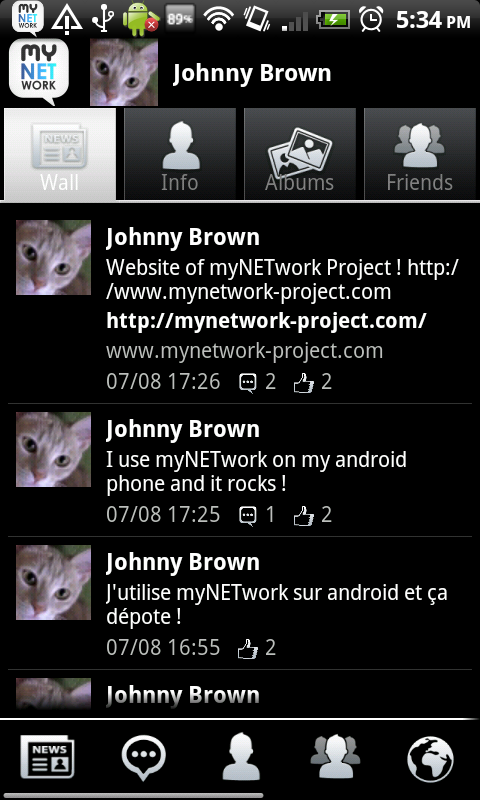 MY
NET
WORK
89%
5:34 PM
MY
NET
WORK
Johnny Brown
NEWS
Wall
Info
Albums
Friends
Johnny Brown
Website of myNETwork Project ! http:/
/www.mynetwork-project.com
http://mynetwork-project.com/
www.mynetwork-project.com
07/08 17:26 2 2
Johnny Brown
I use myNETwork on my android
phone and it rocks !
07/08 17:25 1 2
Johnny Brown
J'utilise myNETwork sur android et ça
dépote !
07/08 16:55 2
Johnny Brown
NEWS